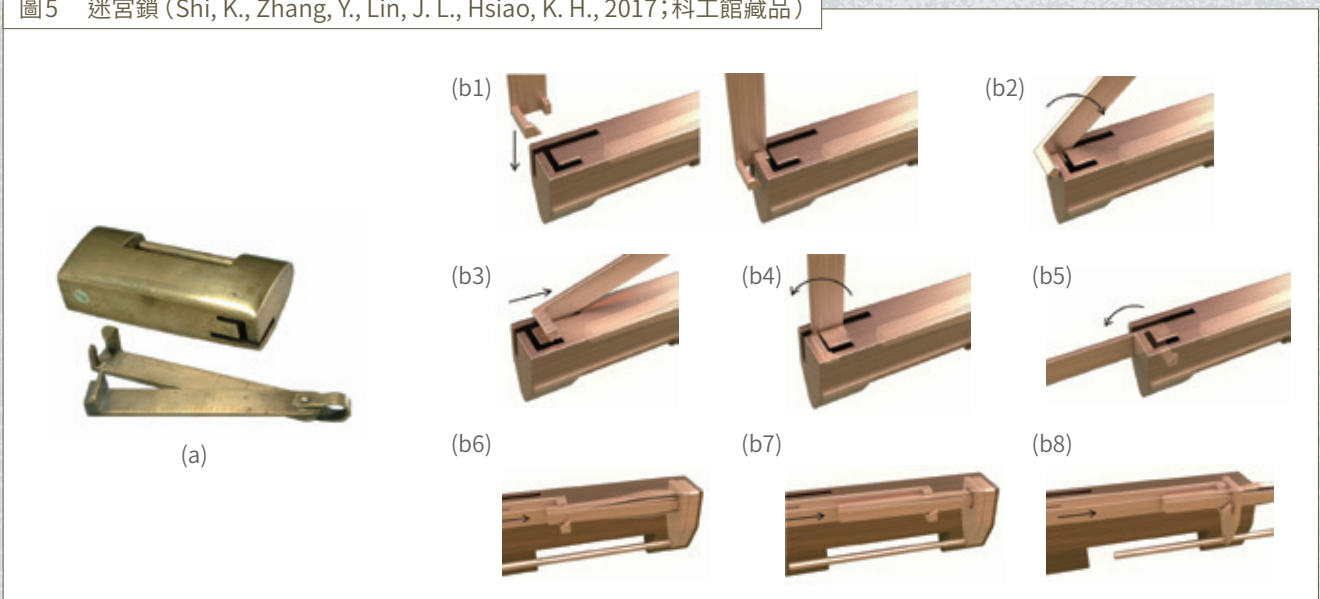 圖5 迷宮鎖（Shi, K., Zhang, Y., Lin, J. L., Hsiao, K. H., 2017；科工館藏品）
(a)
(b1)
(b2)
(b3)
(b4)
(b5)
(b6)
(b7)
(b8)